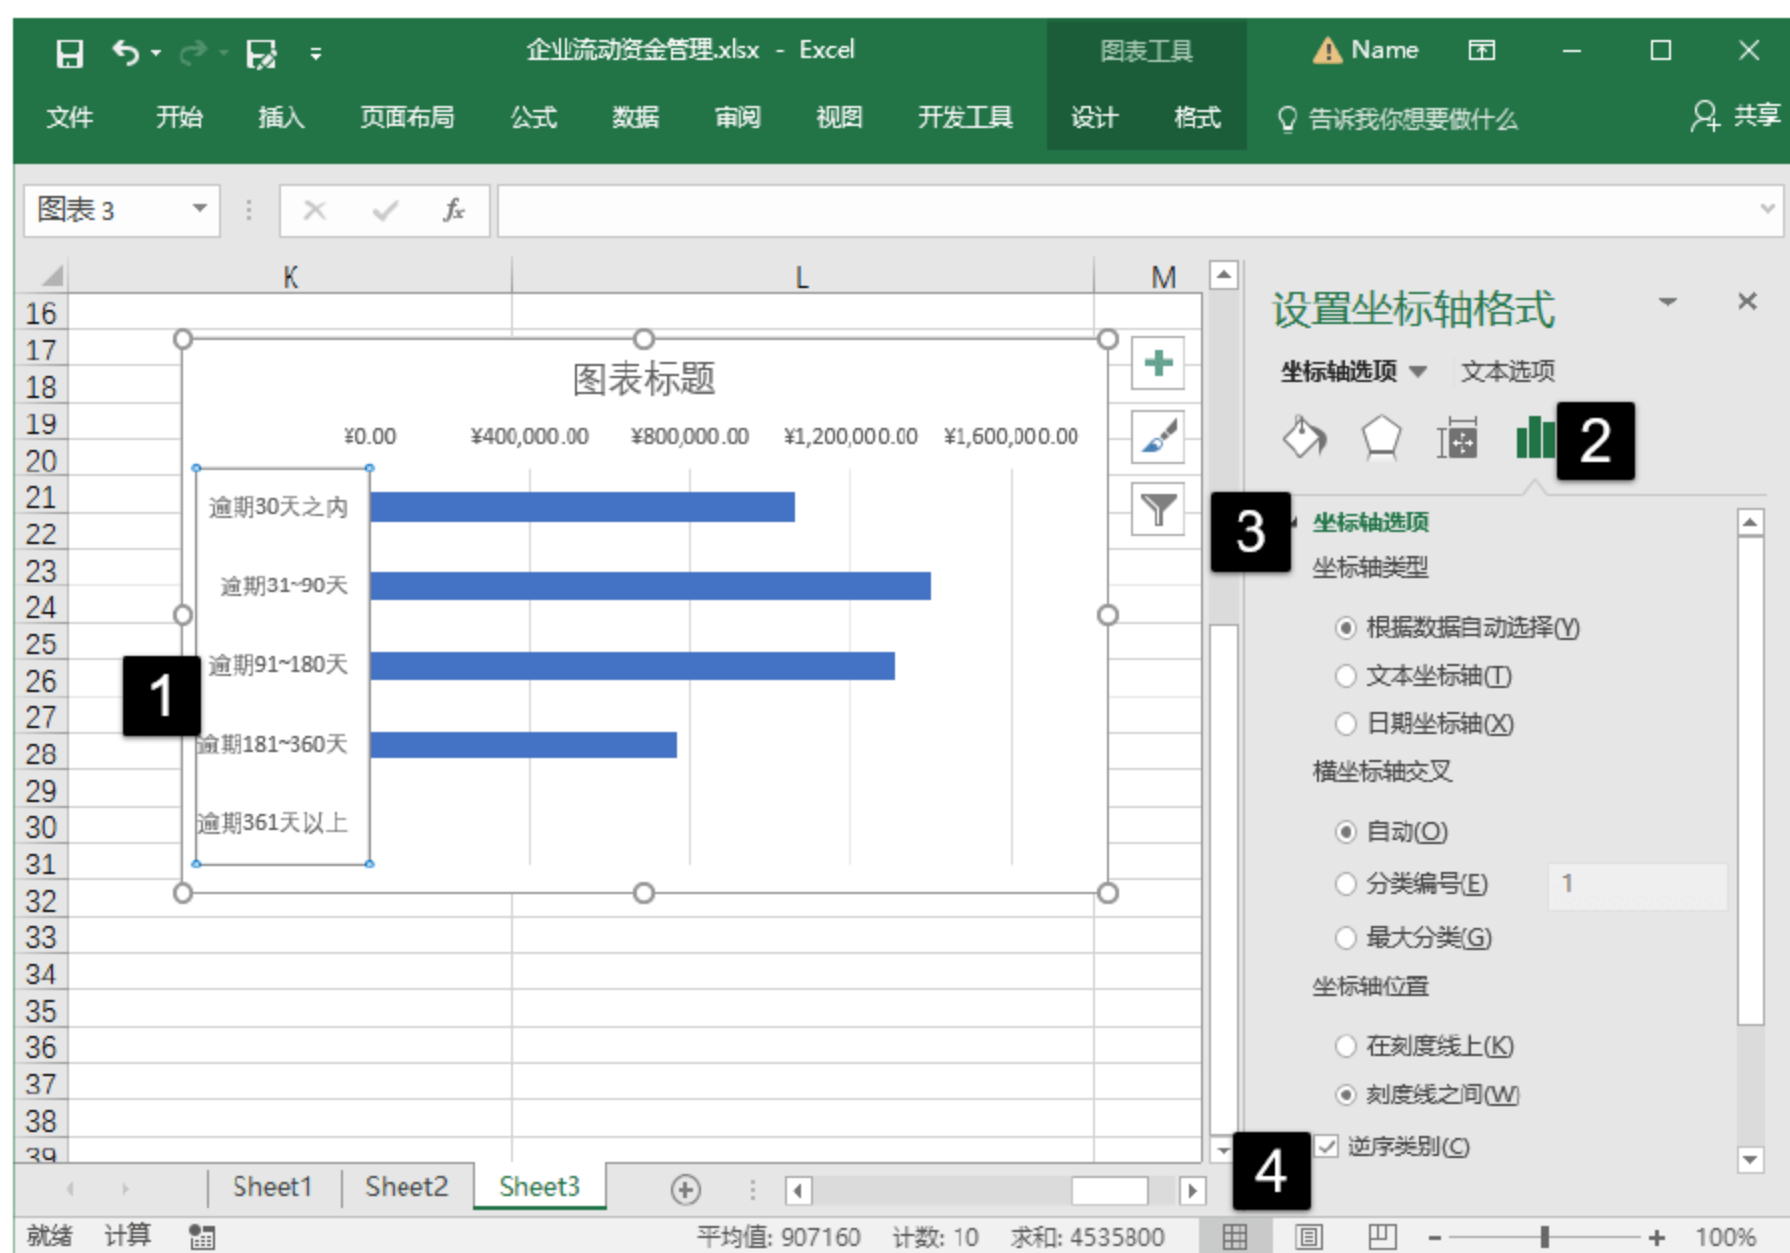 企业流动资金管理.xlsx - Excel
图表工具
Name
文件 开始 插入 页面布局 公式 数据 审阅 视图 开发工具 设计 格式 告诉我你想要做什么 共享
图表 3
fx
K L M
16
17
18
19
20
21
22
23
24
25
26
27
28
29
30
31
32
33
34
35
36
37
38
39
图表标题
¥0.00 ¥400,000.00 ¥800,000.00 ¥1,200,000.00 ¥1,600,000.00
逾期30天之内
逾期31~90天
逾期91~180天
逾期181~360天
逾期361天以上
1
设置坐标轴格式
坐标轴选项 文本选项
2
3
坐标轴选项
坐标轴类型
根据数据自动选择(Y)
文本坐标轴(T)
日期坐标轴(X)
横坐标轴交叉
自动(O)
分类编号(E) 1
最大分类(G)
坐标轴位置
在刻度线上(K)
刻度线之间(W)
4
逆序类别(C)
Sheet1 Sheet2 Sheet3
就绪 计算 平均值: 907160 计数: 10 求和: 4535800 100%